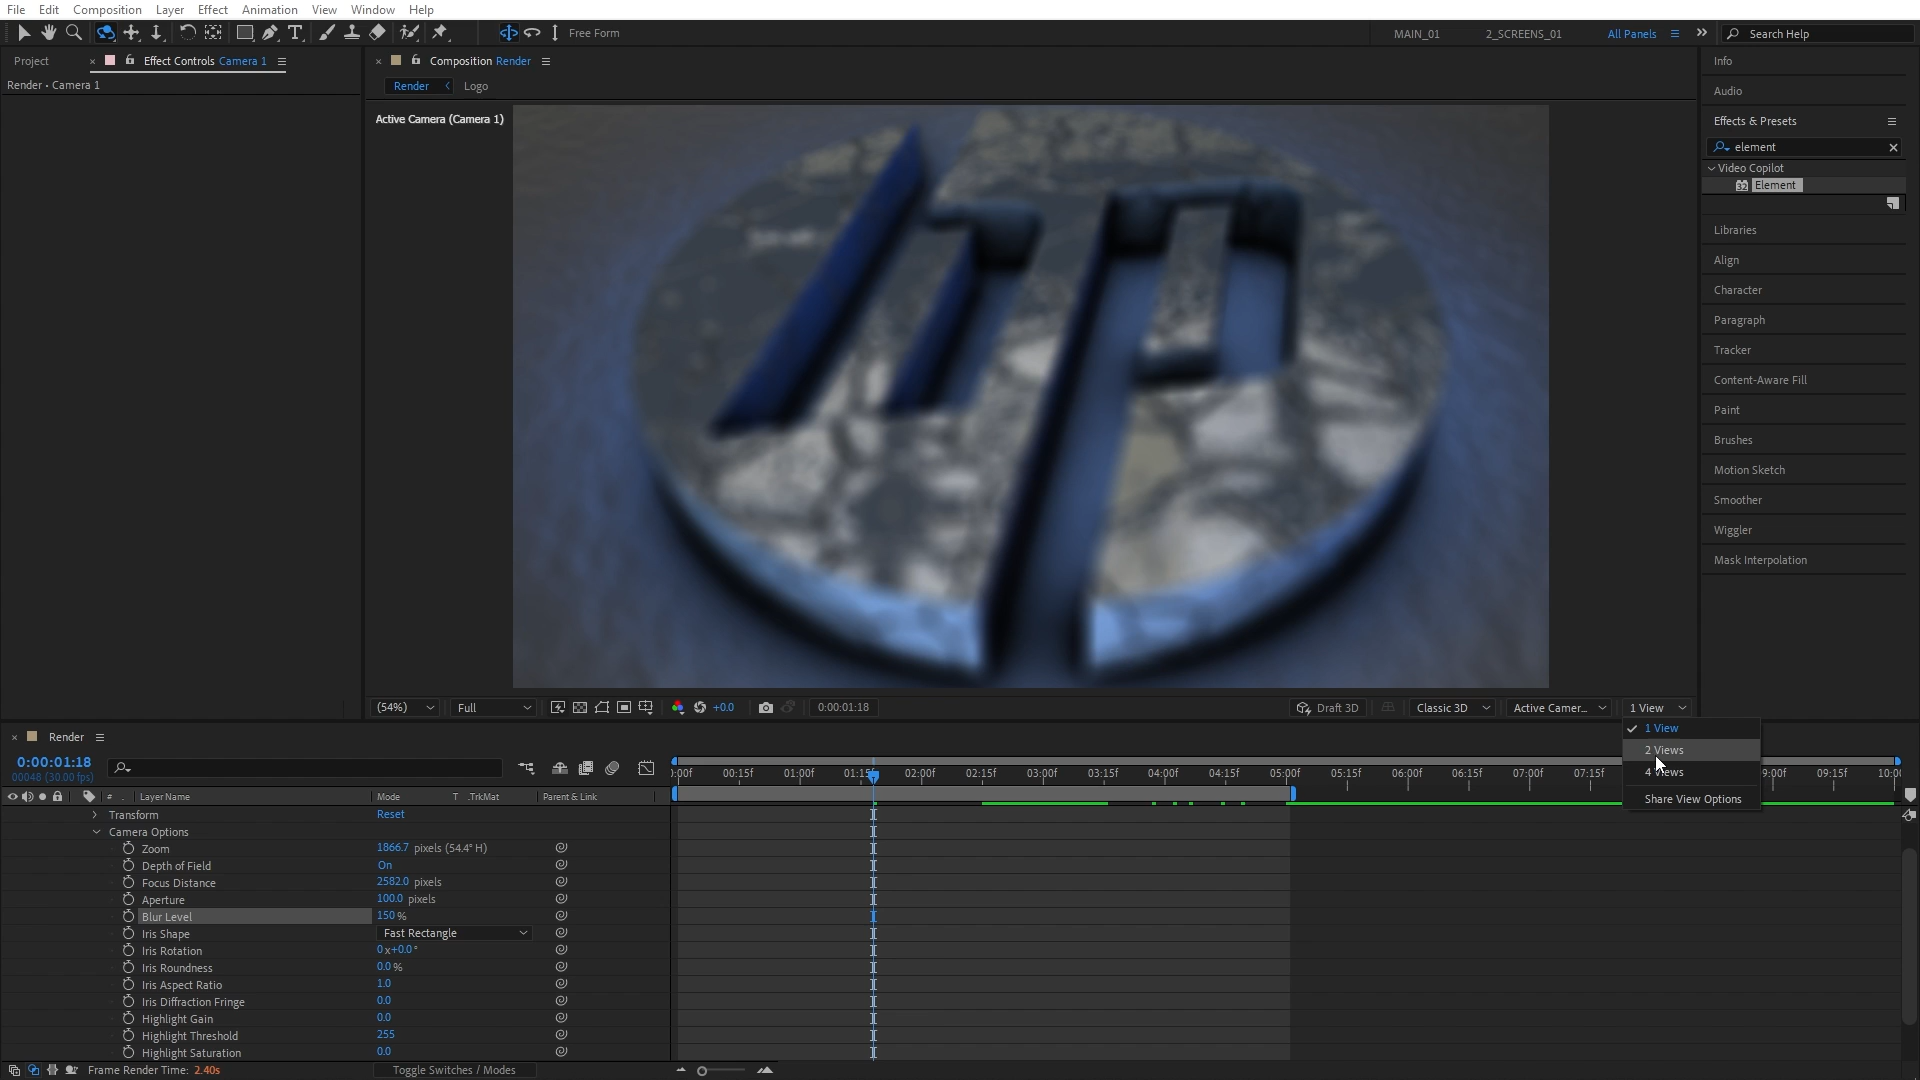 File Edit Composition Layer Effect Animation View Window Help
Free Form MAIN_01 2_SCREENS_01 All Panels Search Help
Project × Effect Controls Camera 1
× Composition Render
Info
Render • Camera 1
Render Logo
Audio
Active Camera (Camera 1)
Effects & Presets
element
Video Copilot
32 Element
Libraries
Align
Character
Paragraph
Tracker
Content-Aware Fill
Paint
Brushes
Motion Sketch
Smoother
Wiggler
Mask Interpolation
(54%) Full +0.0 0:00:01:18 Draft 3D Classic 3D Active Camer... 1 View
1 View
2 Views
4 Views
Share View Options
× Render
0:00:01:18
00048 (30.00 fps)
:00f 00:15f 01:00f 01:15f 02:00f 02:15f 03:00f 03:15f 04:00f 04:15f 05:00f 05:15f 06:00f 06:15f 07:00f 07:15f 9:00f 09:15f 10:0
# Layer Name Mode T .TrkMat Parent & Link
Transform Reset
Camera Options
Zoom 1866.7 pixels (54.4° H)
Depth of Field On
Focus Distance 2582.0 pixels
Aperture 100.0 pixels
Blur Level 150 %
Iris Shape Fast Rectangle
Iris Rotation 0 x+0.0 °
Iris Roundness 0.0 %
Iris Aspect Ratio 1.0
Iris Diffraction Fringe 0.0
Highlight Gain 0.0
Highlight Threshold 255
Highlight Saturation 0.0
Frame Render Time: 2.40s Toggle Switches / Modes